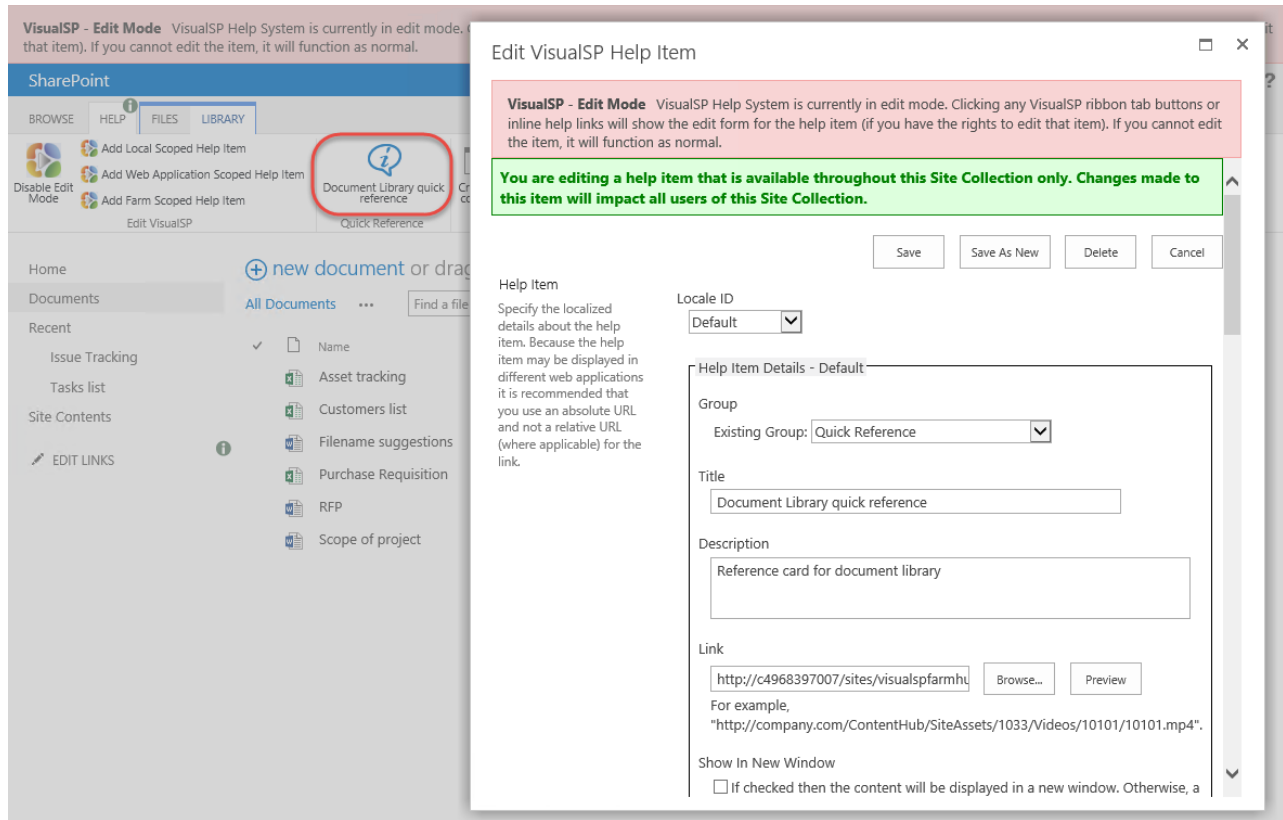 VisualSP - Edit Mode VisualSP Help System is currently in edit mode.
that item). If you cannot edit the item, it will function as normal.
it
SharePoint
?
BROWSE HELP FILES LIBRARY
Disable Edit
Mode
Add Local Scoped Help Item
Add Web Application Scoped Help Item
Add Farm Scoped Help Item
Edit VisualSP
Document Library quick
reference
Quick Reference
Home
Documents
Recent
Issue Tracking
Tasks list
Site Contents
EDIT LINKS
new document or drag
All Documents ••• Find a file
Name
Asset tracking
Customers list
Filename suggestions
Purchase Requisition
RFP
Scope of project
Edit VisualSP Help Item
VisualSP - Edit Mode VisualSP Help System is currently in edit mode. Clicking any VisualSP ribbon tab buttons or
inline help links will show the edit form for the help item (if you have the rights to edit that item). If you cannot edit
the item, it will function as normal.
You are editing a help item that is available throughout this Site Collection only. Changes made to
this item will impact all users of this Site Collection.
Save Save As New Delete Cancel
Help Item
Specify the localized
details about the help
item. Because the help
item may be displayed in
different web applications
it is recommended that
you use an absolute URL
and not a relative URL
(where applicable) for the
link.
Locale ID
Default
Help Item Details - Default
Group
Existing Group: Quick Reference
Title
Document Library quick reference
Description
Reference card for document library
Link
http://c4968397007/sites/visualspfarmhu Browse... Preview
For example,
"http://company.com/ContentHub/SiteAssets/1033/Videos/10101/10101.mp4".
Show In New Window
If checked then the content will be displayed in a new window. Otherwise, a